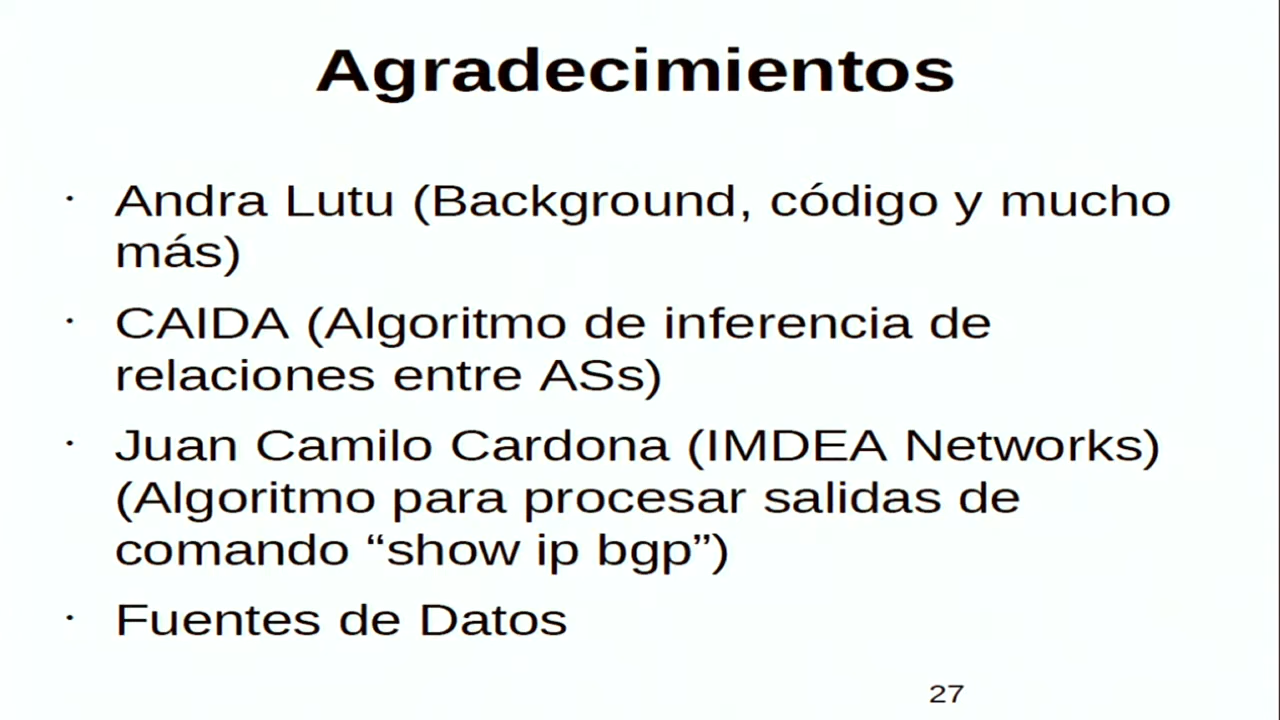 Agradecimientos
· Andra Lutu (Background, código y mucho
más)
· CAIDA (Algoritmo de inferencia de
relaciones entre ASs)
· Juan Camilo Cardona (IMDEA Networks)
(Algoritmo para procesar salidas de
comando “show ip bgp”)
· Fuentes de Datos
27